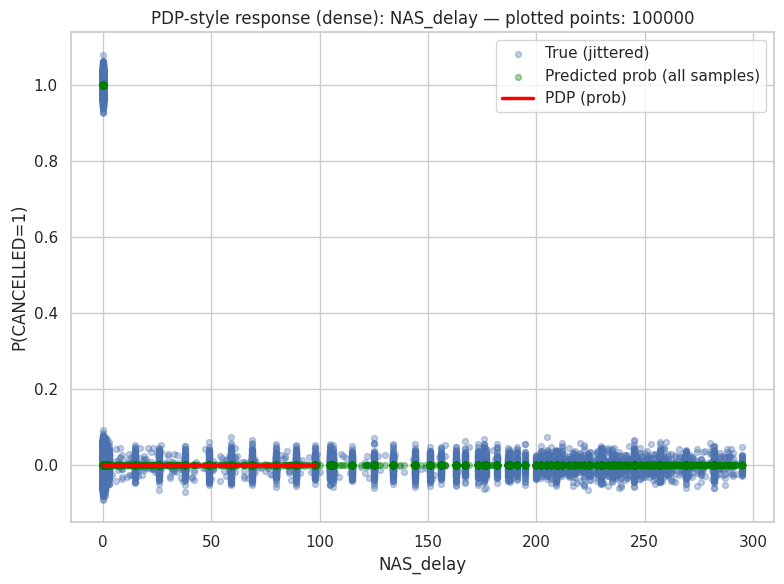 PDP-style response (dense): NAS_delay — plotted points: 100000
True (jittered)
Predicted prob (all samples)
PDP (prob)
P(CANCELLED=1)
1.0
0.8
0.6
0.4
0.2
0.0
0 50 100 150 200 250 300
NAS_delay